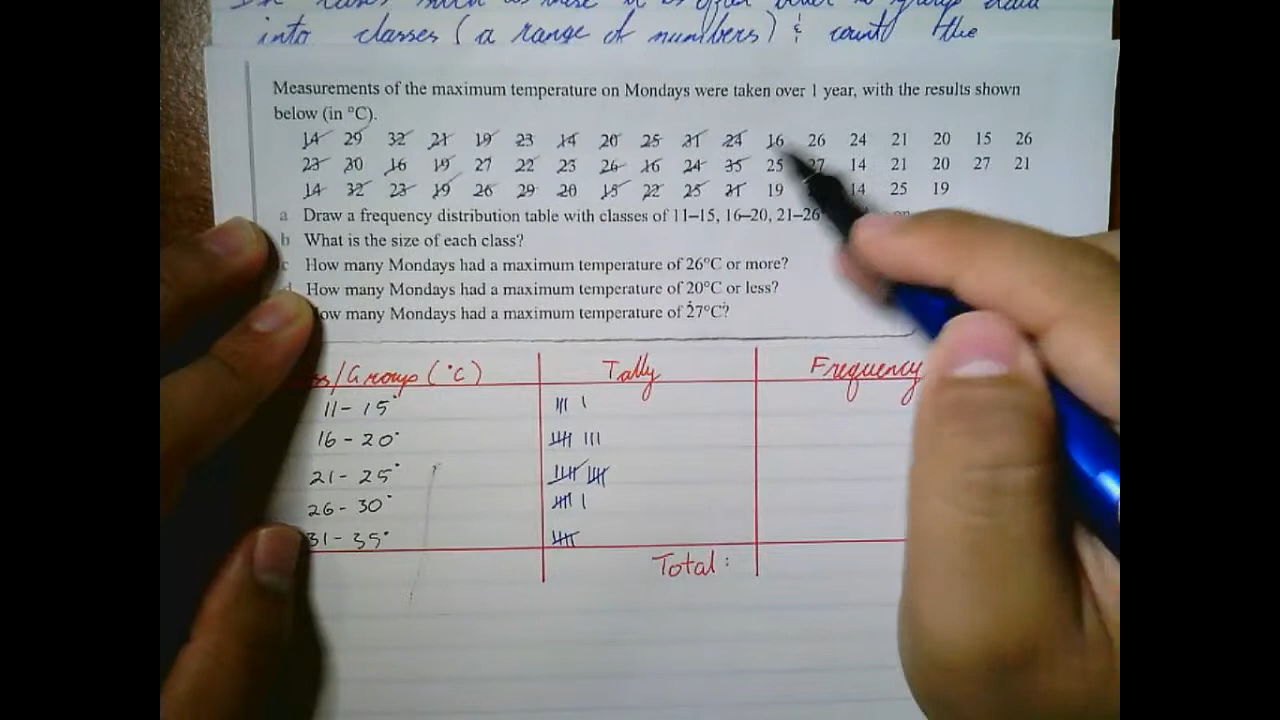 into classes (a range of numbers) & count the
Measurements of the maximum temperature on Mondays were taken over 1 year, with the results shown
below (in °C).
14 29 32 21 19 23 14 20 25 31 24 16 26 24 21 20 15 26
23 30 16 15 27 22 23 26 16 24 35 25 27 14 21 20 27 21
14 32 23 19 26 29 20 15 22 25 31 19 14 25 19
a Draw a frequency distribution table with classes of 11–15, 16–20, 21–26
b What is the size of each class?
c How many Mondays had a maximum temperature of 26°C or more?
How many Mondays had a maximum temperature of 20°C or less?
How many Mondays had a maximum temperature of 27°C?
/Group (°C) Tally Frequency
11 - 15°
16 - 20°
21 - 25°
26 - 30°
31 - 35°
Total :